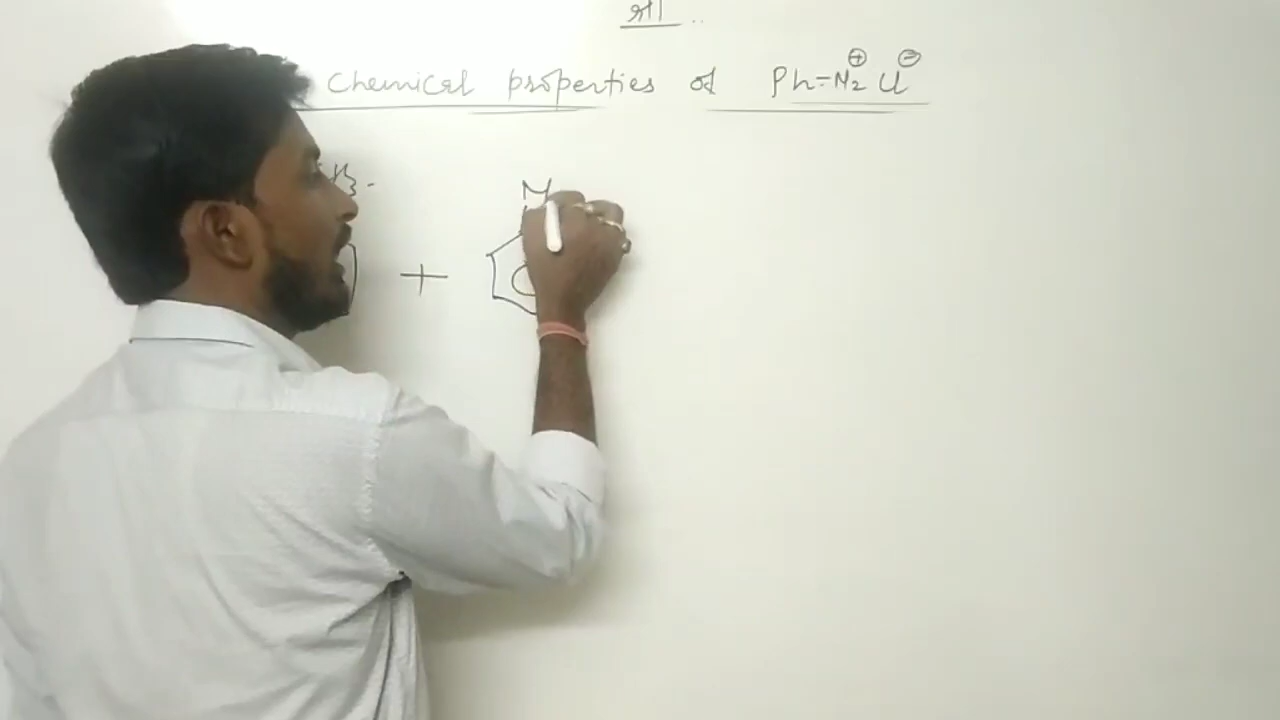 Chemical properties of Ph-N₂⊕ Cl⊖
+
N